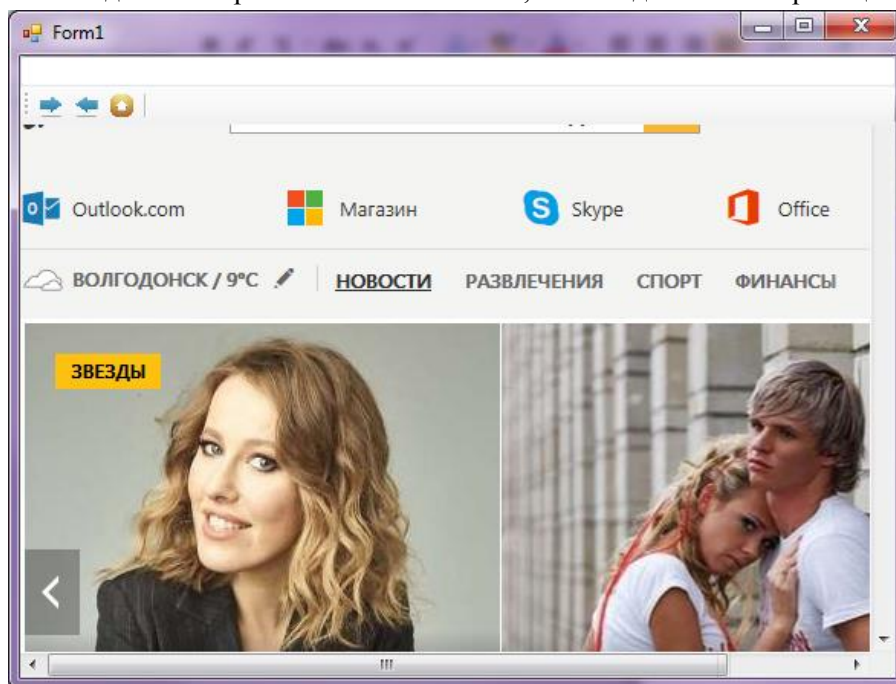 Form1
Outlook.com
Магазин
Skype
Office
ВОЛГОДОНСК / 9°C
НОВОСТИ
РАЗВЛЕЧЕНИЯ
СПОРТ
ФИНАНСЫ
ЗВЕЗДЫ